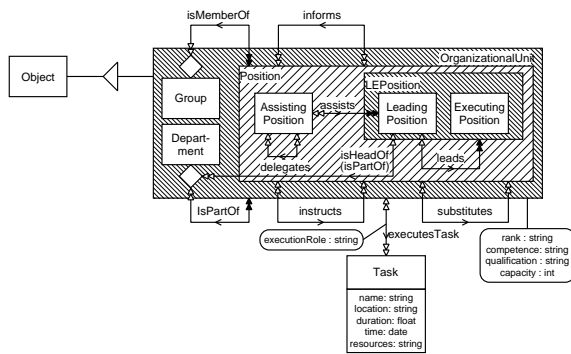 isMemberOf
informs
Position
OrganizationalUnit
Object
LEPosition
Group
Assisting
Position
assists
Leading
Position
Executing
Position
Depart-
ment
delegates
isHeadOf
(isPartOf)
leads
IsPartOf
instructs
substitutes
executionRole : string
executesTask
rank : string
competence: string
qualification : string
capacity : int
Task
name: string
location: string
duration: float
time: date
resources: string